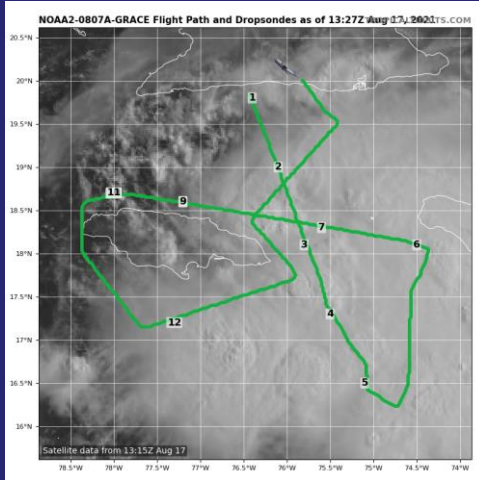 NOAA2-0807A-GRACE Flight Path and Dropsondes as of 13:27Z Aug 17, 2021
20.5°N
20°N
1
19.5°N
19°N
2
11
18.5°N
9
7
3
6
18°N
17.5°N
4
12
17°N
16.5°N
5
16°N
Satellite data from 13:15Z Aug 17
78.5°W 78°W 77.5°W 77°W 76.5°W 76°W 75.5°W 75°W 74.5°W 74°W